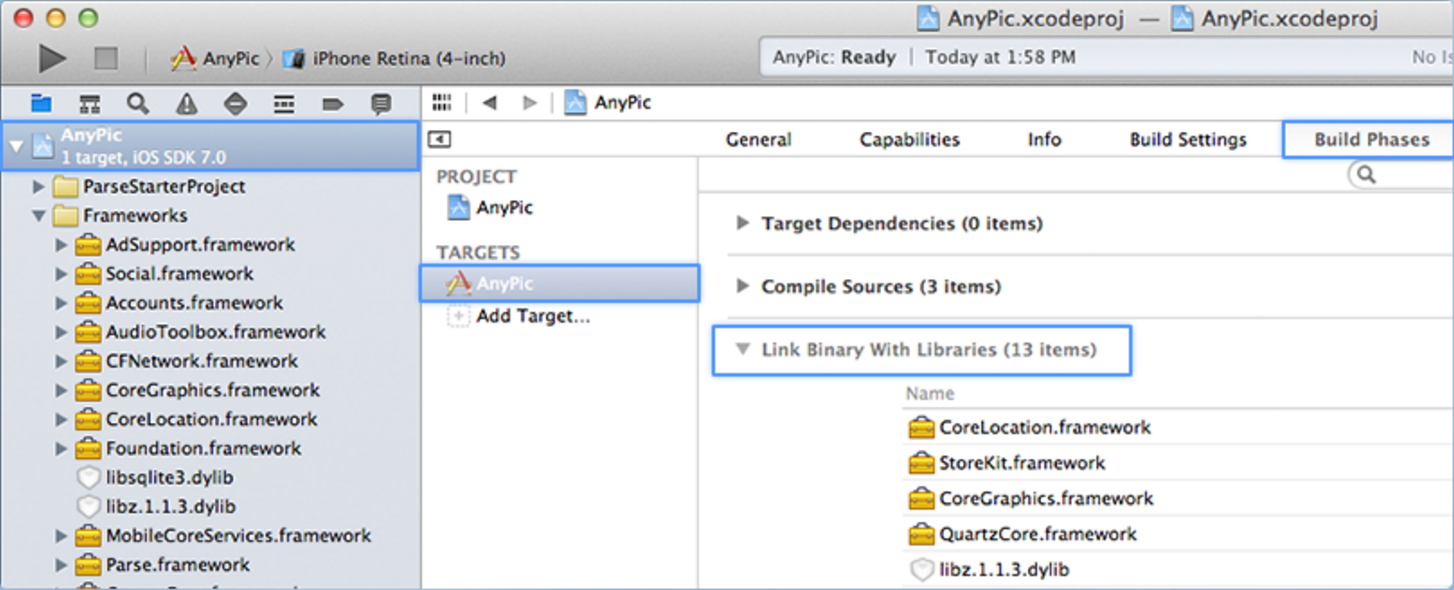 AnyPic.xcodeproj — AnyPic.xcodeproj
AnyPic iPhone Retina (4-inch)
AnyPic: Ready | Today at 1:58 PM
No Is
AnyPic
AnyPic
1 target, iOS SDK 7.0
ParseStarterProject
Frameworks
AdSupport.framework
Social.framework
Accounts.framework
AudioToolbox.framework
CFNetwork.framework
CoreGraphics.framework
CoreLocation.framework
Foundation.framework
libsqlite3.dylib
libz.1.1.3.dylib
MobileCoreServices.framework
Parse.framework
General Capabilities Info Build Settings Build Phases
PROJECT
AnyPic
TARGETS
AnyPic
Add Target...
Target Dependencies (0 items)
Compile Sources (3 items)
Link Binary With Libraries (13 items)
Name
CoreLocation.framework
StoreKit.framework
CoreGraphics.framework
QuartzCore.framework
libz.1.1.3.dylib